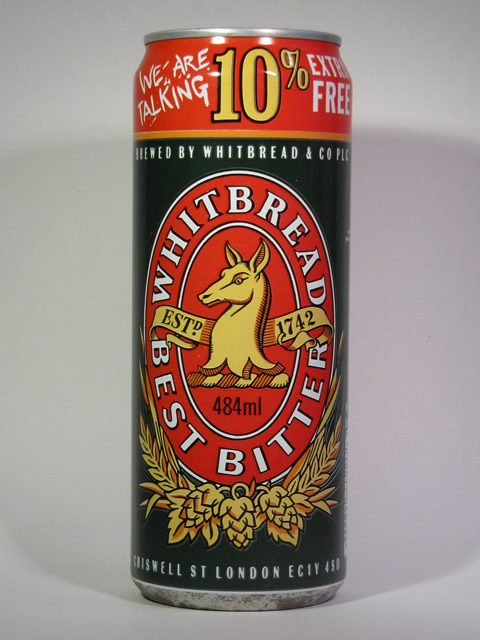 WE ARE
TALKING
10%
EXTRA
FREE
BREWED BY WHITBREAD & CO PLC
WHITBREAD
ESTD 1742
484ml
BEST BITTER
CHISWELL ST LONDON EC1Y 4SD